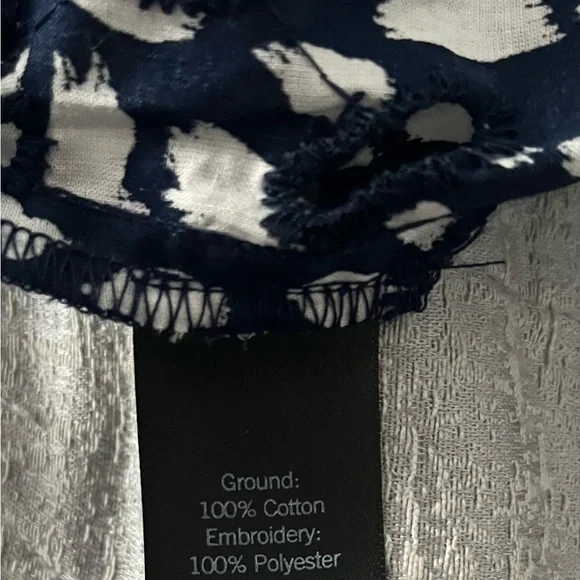 Ground:
100% Cotton
Embroidery:
100% Polyester